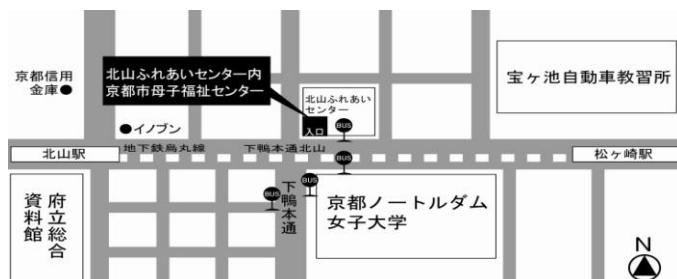 京都信用
金庫●
北山ふれあいセンター内
京都市母子福祉センター
北山ふれあい
センター
入口
BUS
宝ヶ池自動車教習所
●イノブン
北山駅
地下鉄烏丸線
下鴨本通北山
BUS
松ヶ崎駅
府立総合
資料館
BUS
下鴨本通
BUS
京都ノートルダム
女子大学
N